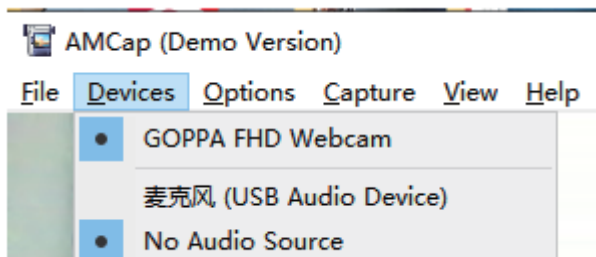 AMCap (Demo Version)
File Devices Options Capture View Help
GOPPA FHD Webcam
麦克风 (USB Audio Device)
No Audio Source